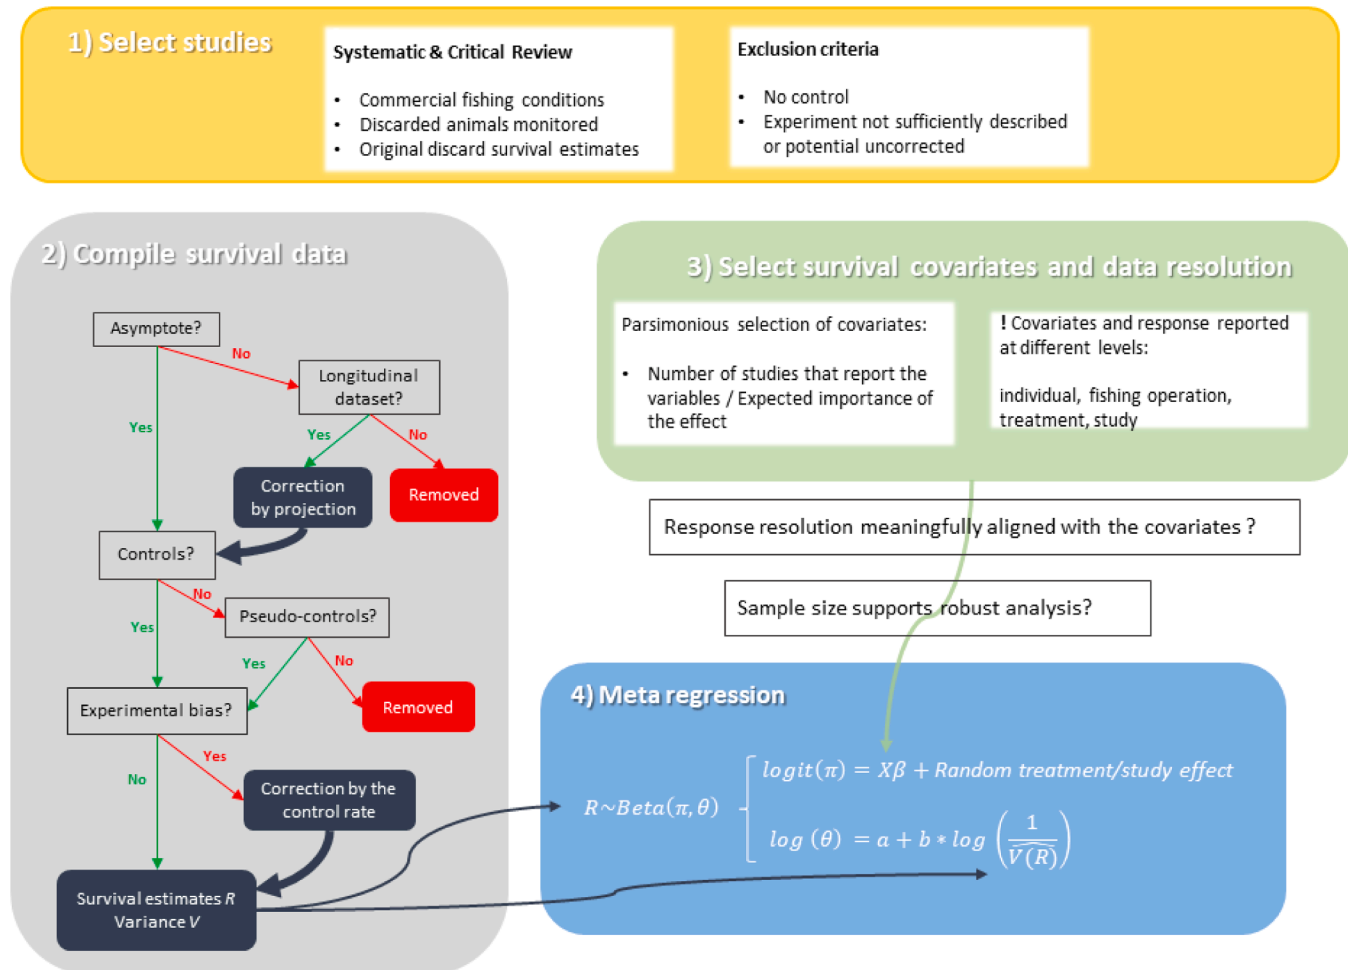 1) Select studies
Systematic & Critical Review
• Commercial fishing conditions
• Discarded animals monitored
• Original discard survival estimates
Exclusion criteria
• No control
• Experiment not sufficiently described
or potential uncorrected
2) Compile survival data
Asymptote?
No
Longitudinal
dataset?
Yes
Yes
No
Correction
by projection
Removed
Controls?
No
Pseudo-controls?
Yes
Yes
No
Experimental bias?
Removed
Yes
No
Correction by the
control rate
Survival estimates R
Variance V
3) Select survival covariates and data resolution
Parsimonious selection of covariates:
• Number of studies that report the
variables / Expected importance of
the effect
! Covariates and response reported
at different levels:
individual, fishing operation,
treatment, study
Response resolution meaningfully aligned with the covariates ?
Sample size supports robust analysis?
4) Meta regression
R~Beta(π, θ)
logit(π) = Xβ + Random treatment/study effect
log (θ) = a + b * log (1 / V̂(R))